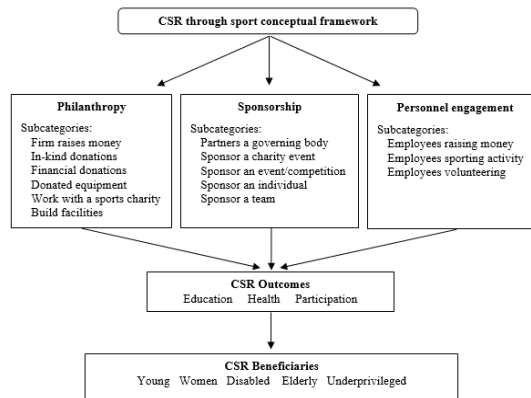 CSR through sport conceptual framework
Philanthropy
Subcategories:
Firm raises money
In-kind donations
Financial donations
Donated equipment
Work with a sports charity
Build facilities
Sponsorship
Subcategories:
Partners a governing body
Sponsor a charity event
Sponsor an event/competition
Sponsor an individual
Sponsor a team
Personnel engagement
Subcategories:
Employees raising money
Employees sporting activity
Employees volunteering
CSR Outcomes
Education Health Participation
CSR Beneficiaries
Young Women Disabled Elderly Underprivileged